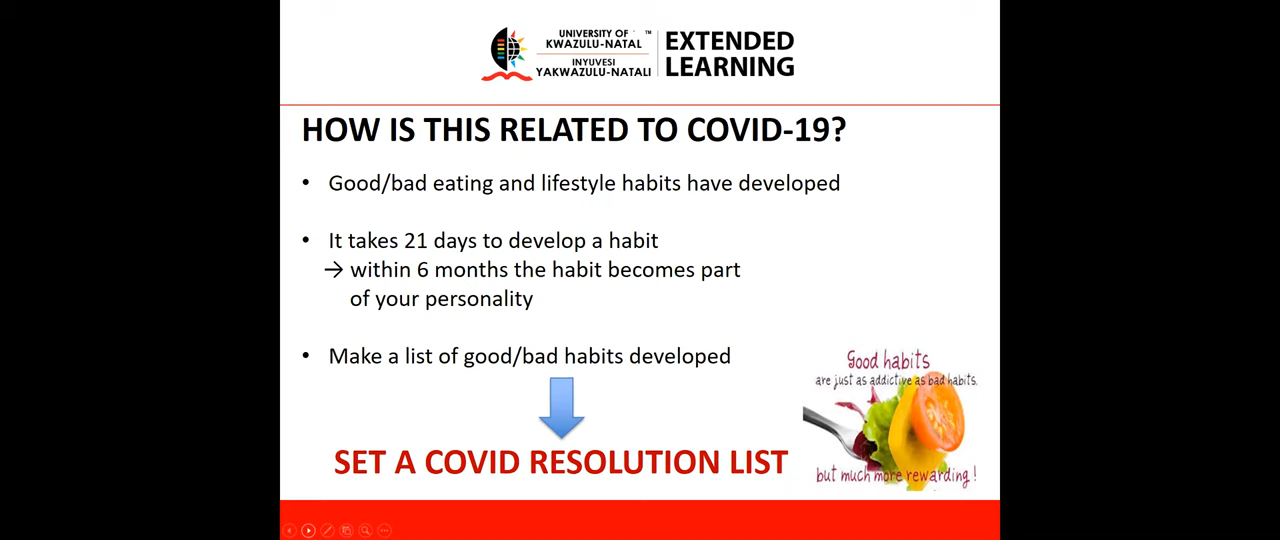 UNIVERSITY OF ™
KWAZULU-NATAL
INYUVESI
YAKWAZULU-NATALI
EXTENDED
LEARNING
HOW IS THIS RELATED TO COVID-19?
• Good/bad eating and lifestyle habits have developed
• It takes 21 days to develop a habit
→ within 6 months the habit becomes part
of your personality
• Make a list of good/bad habits developed
SET A COVID RESOLUTION LIST
Good habits
are just as addictive as bad habits.
but much more rewarding !